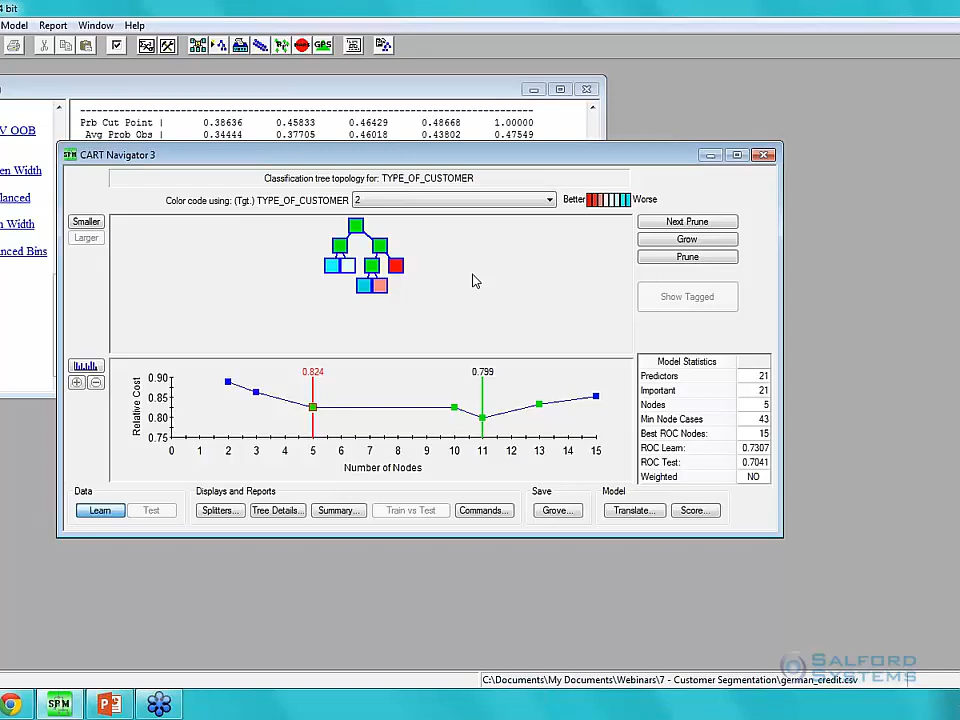 4 bit
Model Report Window Help
V OOB
en Width
lanced
n Width
nced Bins
Prb Cut Point | 0.38636 0.45833 0.46429 0.48668 1.00000
Avg Prob Obs | 0.34444 0.37705 0.46018 0.43802 0.47549
SPM CART Navigator 3
Classification tree topology for: TYPE_OF_CUSTOMER
Color code using: (Tgt.) TYPE_OF_CUSTOMER 2 Better Worse
Smaller
Larger
Next Prune
Grow
Prune
Show Tagged
Relative Cost
0.90
0.85
0.80
0.75
0.824
0.799
0 1 2 3 4 5 6 7 8 9 10 11 12 13 14 15
Number of Nodes
Model Statistics
Predictors 21
Important 21
Nodes 5
Min Node Cases 43
Best ROC Nodes: 15
ROC Learn: 0.7307
ROC Test: 0.7041
Weighted NO
Data Displays and Reports Save Model
Learn Test Splitters... Tree Details... Summary... Train vs Test Commands... Grove... Translate... Score...
SALFORD SYSTEMS
C:\Documents\My Documents\Webinars\7 - Customer Segmentation\german_credit.csv
SPM